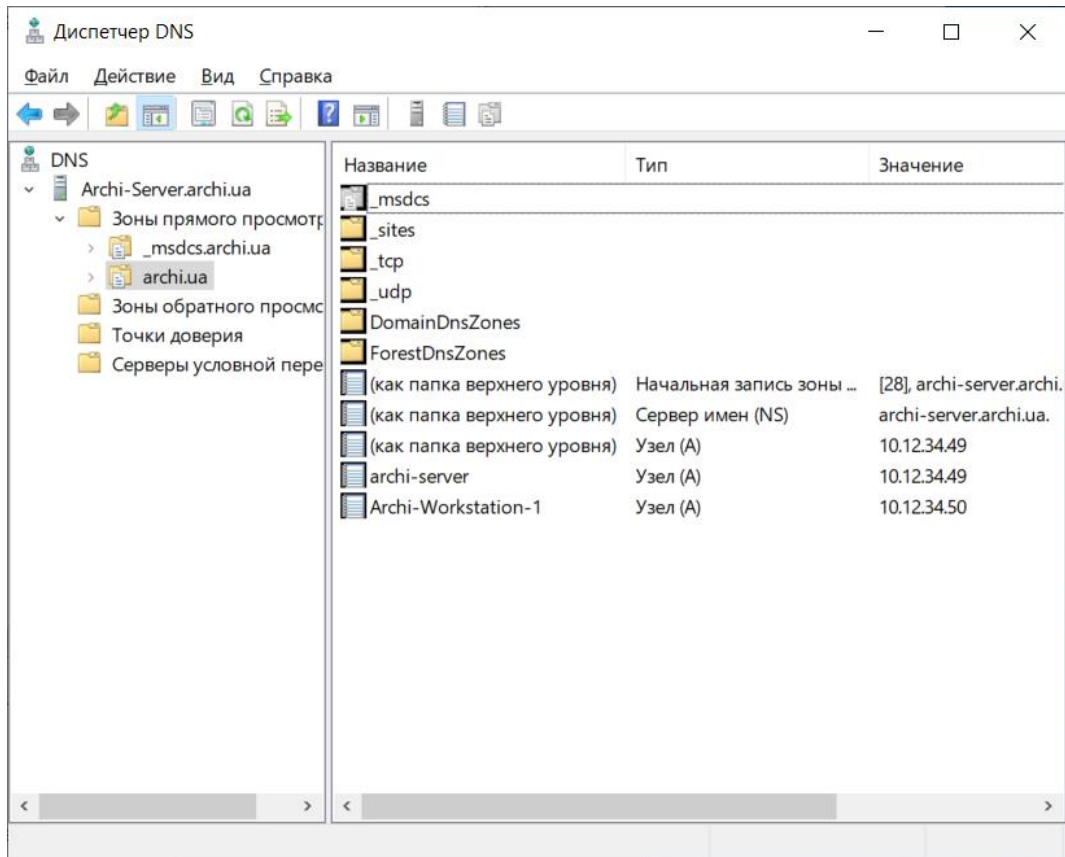 Диспетчер DNS
Файл Действие Вид Справка
DNS
Archi-Server.archi.ua
Зоны прямого просмотр
_msdcs.archi.ua
archi.ua
Зоны обратного просмс
Точки доверия
Серверы условной пере
Название Тип Значение
_msdcs
_sites
_tcp
_udp
DomainDnsZones
ForestDnsZones
(как папка верхнего уровня) Начальная запись зоны ... [28], archi-server.archi.
(как папка верхнего уровня) Сервер имен (NS) archi-server.archi.ua.
(как папка верхнего уровня) Узел (A) 10.12.34.49
archi-server Узел (A) 10.12.34.49
Archi-Workstation-1 Узел (A) 10.12.34.50